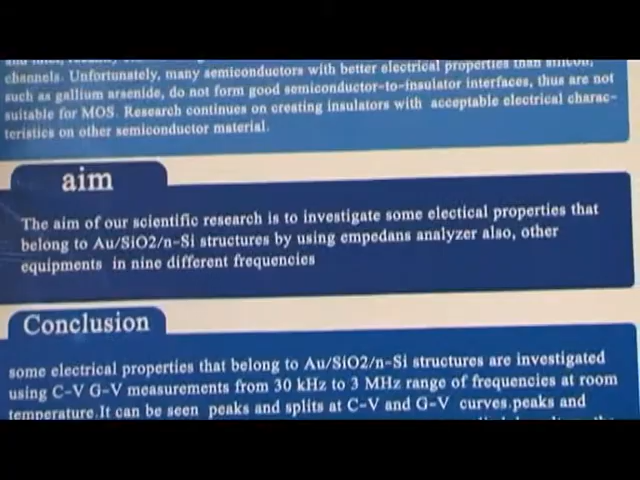 channels. Unfortunately, many semiconductors with better electrical properties than silicon,
such as gallium arsenide, do not form good semiconductor-to-insulator interfaces, thus are not
suitable for MOS. Research continues on creating insulators with acceptable electrical charac-
teristics on other semiconductor material.
aim
The aim of our scientific research is to investigate some electical properties that
belong to Au/SiO2/n-Si structures by using empedans analyzer also, other
equipments in nine different frequencies
Conclusion
some electrical properties that belong to Au/SiO2/n-Si structures are investigated
using C-V G-V measurements from 30 kHz to 3 MHz range of frequencies at room
temperature.It can be seen peaks and splits at C-V and G-V curves.peaks and